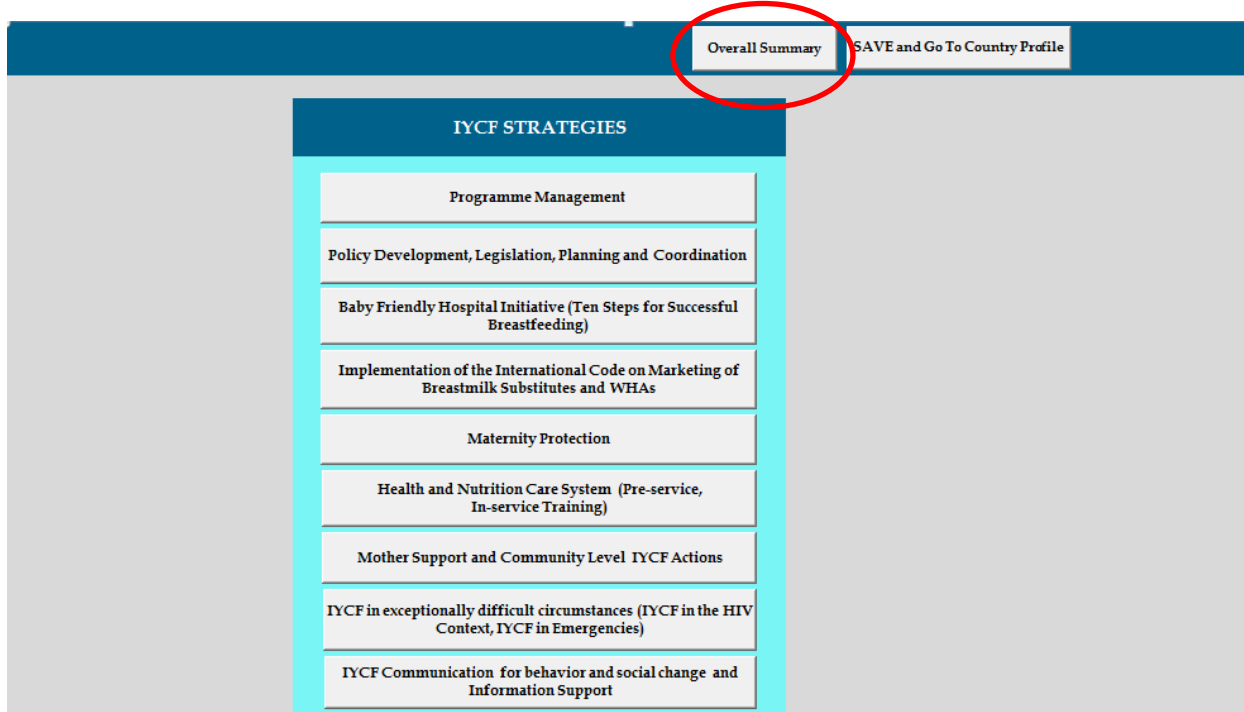 Overall Summary
SAVE and Go To Country Profile
IYCF STRATEGIES
Programme Management
Policy Development, Legislation, Planning and Coordination
Baby Friendly Hospital Initiative (Ten Steps for Successful
Breastfeeding)
Implementation of the International Code on Marketing of
Breastmilk Substitutes and WHAs
Maternity Protection
Health and Nutrition Care System (Pre-service,
In-service Training)
Mother Support and Community Level IYCF Actions
IYCF in exceptionally difficult circumstances (IYCF in the HIV
Context, IYCF in Emergencies)
IYCF Communication for behavior and social change and
Information Support